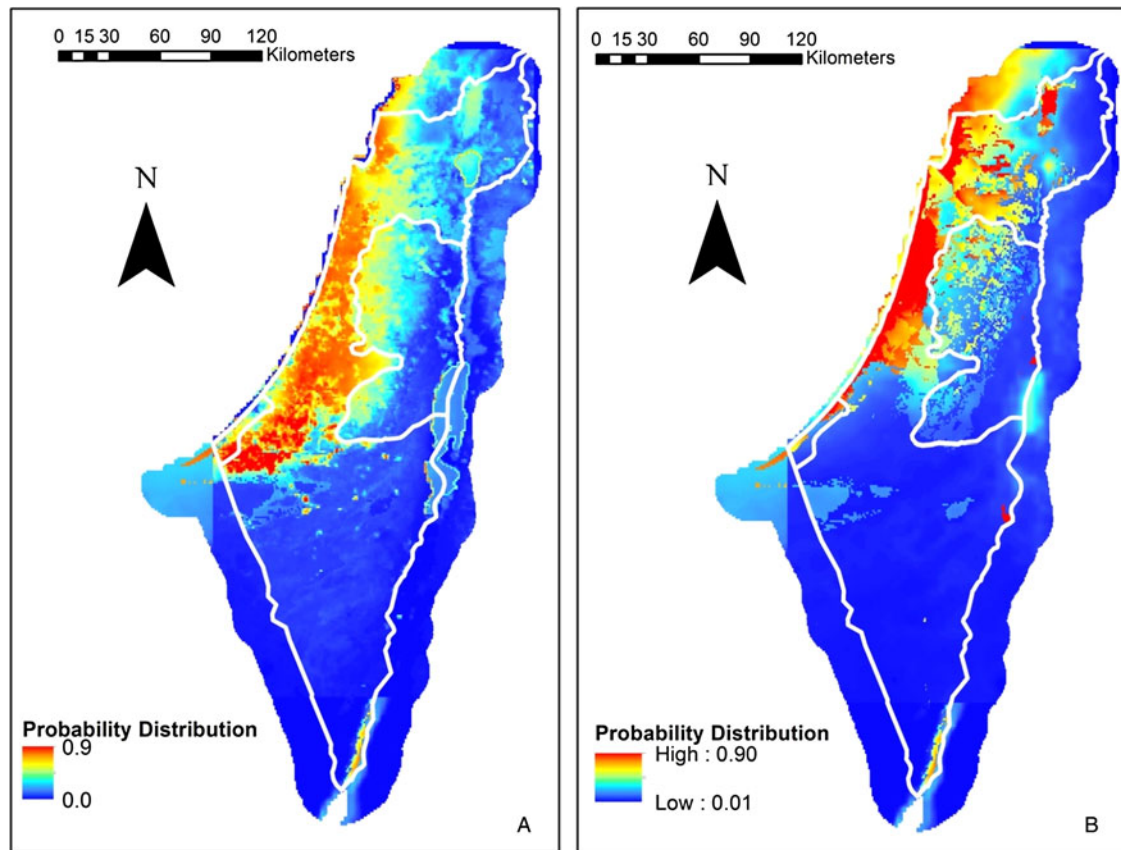 0 15 30 60 90 120
Kilometers
N
Probability Distribution
0.9
0.0
A
0 15 30 60 90 120
Kilometers
N
Probability Distribution
High : 0.90
Low : 0.01
B